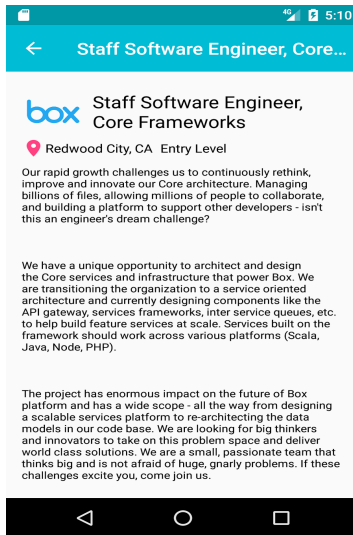 4G 5:10
Staff Software Engineer, Core...
box
Staff Software Engineer,
Core Frameworks
Redwood City, CA Entry Level
Our rapid growth challenges us to continuously rethink,
improve and innovate our Core architecture. Managing
billions of files, allowing millions of people to collaborate,
and building a platform to support other developers - isn't
this an engineer's dream challenge?
We have a unique opportunity to architect and design
the Core services and infrastructure that power Box. We
are transitioning the organization to a service oriented
architecture and currently designing components like the
API gateway, services frameworks, inter service queues, etc.
to help build feature services at scale. Services built on the
framework should work across various platforms (Scala,
Java, Node, PHP).
The project has enormous impact on the future of Box
platform and has a wide scope - all the way from designing
a scalable services platform to re-architecting the data
models in our code base. We are looking for big thinkers
and innovators to take on this problem space and deliver
world class solutions. We are a small, passionate team that
thinks big and is not afraid of huge, gnarly problems. If these
challenges excite you, come join us.